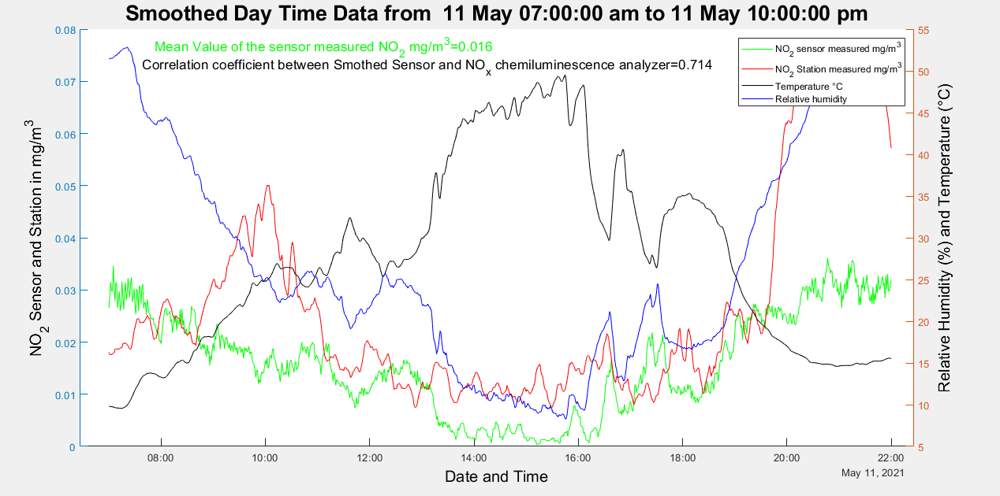 Smoothed Day Time Data from 11 May 07:00:00 am to 11 May 10:00:00 pm
Mean Value of the sensor measured NO2 mg/m3=0.016
Correlation coefficient between Smothed Sensor and NOx chemiluminescence analyzer=0.714
NO2 sensor measured mg/m3
NO2 Station measured mg/m3
Temperature °C
Relative humidity
NO2 Sensor and Station in mg/m3
0.08
0.07
0.06
0.05
0.04
0.03
0.02
0.01
0
55
50
45
40
35
30
25
20
15
10
5
Relative Humidity (%) and Temperature (°C)
08:00 10:00 12:00 14:00 16:00 18:00 20:00 22:00
May 11, 2021
Date and Time